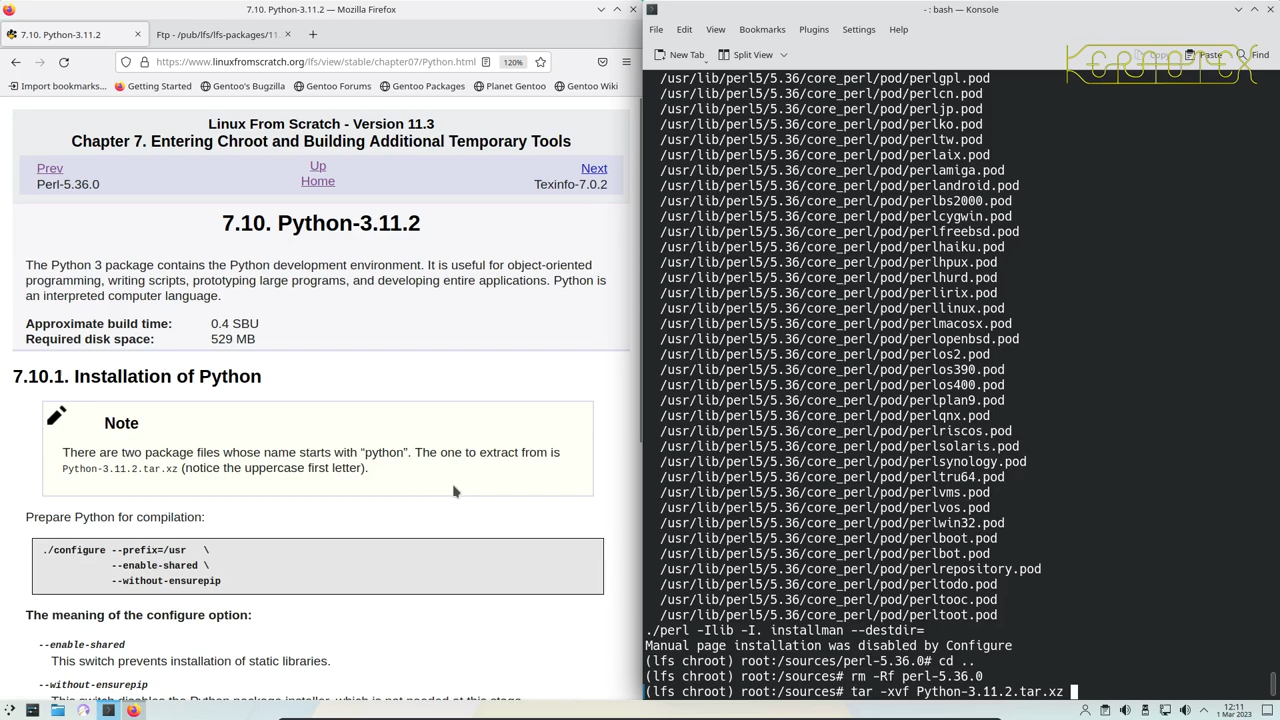 7.10. Python-3.11.2 — Mozilla Firefox
7.10. Python-3.11.2
Ftp - /pub/lfs/lfs-packages/11.
https://www.linuxfromscratch.org/lfs/view/stable/chapter07/Python.html
120%
Import bookmarks...
Getting Started
Gentoo's Bugzilla
Gentoo Forums
Gentoo Packages
Planet Gentoo
Gentoo Wiki
Linux From Scratch - Version 11.3
Chapter 7. Entering Chroot and Building Additional Temporary Tools
Prev
Up
Next
Perl-5.36.0
Home
Texinfo-7.0.2
7.10. Python-3.11.2
The Python 3 package contains the Python development environment. It is useful for object-oriented
programming, writing scripts, prototyping large programs, and developing entire applications. Python is
an interpreted computer language.
Approximate build time: 0.4 SBU
Required disk space: 529 MB
7.10.1. Installation of Python
Note
There are two package files whose name starts with “python”. The one to extract from is
Python-3.11.2.tar.xz (notice the uppercase first letter).
Prepare Python for compilation:
./configure --prefix=/usr \
--enable-shared \
--without-ensurepip
The meaning of the configure option:
--enable-shared
This switch prevents installation of static libraries.
--without-ensurepip
This switch disables the Python package installer, which is not needed at this stage.
- : bash — Konsole
File Edit View Bookmarks Plugins Settings Help
New Tab
Split View
Copy
Paste
Find
KERNOTEX
/usr/lib/perl5/5.36/core_perl/pod/perlgpl.pod
/usr/lib/perl5/5.36/core_perl/pod/perlcn.pod
/usr/lib/perl5/5.36/core_perl/pod/perljp.pod
/usr/lib/perl5/5.36/core_perl/pod/perlko.pod
/usr/lib/perl5/5.36/core_perl/pod/perltw.pod
/usr/lib/perl5/5.36/core_perl/pod/perlaix.pod
/usr/lib/perl5/5.36/core_perl/pod/perlamiga.pod
/usr/lib/perl5/5.36/core_perl/pod/perlandroid.pod
/usr/lib/perl5/5.36/core_perl/pod/perlbs2000.pod
/usr/lib/perl5/5.36/core_perl/pod/perlcygwin.pod
/usr/lib/perl5/5.36/core_perl/pod/perlfreebsd.pod
/usr/lib/perl5/5.36/core_perl/pod/perlhaiku.pod
/usr/lib/perl5/5.36/core_perl/pod/perlhpux.pod
/usr/lib/perl5/5.36/core_perl/pod/perlhurd.pod
/usr/lib/perl5/5.36/core_perl/pod/perlirix.pod
/usr/lib/perl5/5.36/core_perl/pod/perllinux.pod
/usr/lib/perl5/5.36/core_perl/pod/perlmacosx.pod
/usr/lib/perl5/5.36/core_perl/pod/perlopenbsd.pod
/usr/lib/perl5/5.36/core_perl/pod/perlos2.pod
/usr/lib/perl5/5.36/core_perl/pod/perlos390.pod
/usr/lib/perl5/5.36/core_perl/pod/perlos400.pod
/usr/lib/perl5/5.36/core_perl/pod/perlplan9.pod
/usr/lib/perl5/5.36/core_perl/pod/perlqnx.pod
/usr/lib/perl5/5.36/core_perl/pod/perlriscos.pod
/usr/lib/perl5/5.36/core_perl/pod/perlsolaris.pod
/usr/lib/perl5/5.36/core_perl/pod/perlsynology.pod
/usr/lib/perl5/5.36/core_perl/pod/perltru64.pod
/usr/lib/perl5/5.36/core_perl/pod/perlvms.pod
/usr/lib/perl5/5.36/core_perl/pod/perlvos.pod
/usr/lib/perl5/5.36/core_perl/pod/perlwin32.pod
/usr/lib/perl5/5.36/core_perl/pod/perlboot.pod
/usr/lib/perl5/5.36/core_perl/pod/perlbot.pod
/usr/lib/perl5/5.36/core_perl/pod/perlrepository.pod
/usr/lib/perl5/5.36/core_perl/pod/perltodo.pod
/usr/lib/perl5/5.36/core_perl/pod/perltooc.pod
/usr/lib/perl5/5.36/core_perl/pod/perltoot.pod
./perl -Ilib -I. installman --destdir=
Manual page installation was disabled by Configure
(lfs chroot) root:/sources/perl-5.36.0# cd ..
(lfs chroot) root:/sources# rm -Rf perl-5.36.0
(lfs chroot) root:/sources# tar -xvf Python-3.11.2.tar.xz
12:11
1 Mar 2023